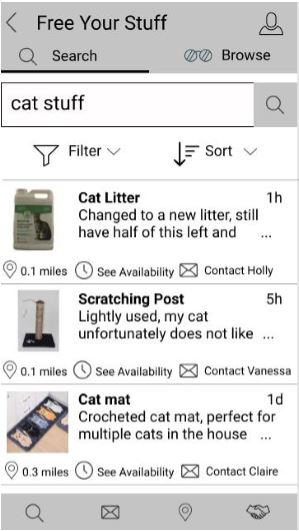 Free Your Stuff
Search
Browse
cat stuff
Filter
Sort
Cat Litter 1h
Changed to a new litter, still
have half of this left and ...
0.1 miles See Availability Contact Holly
Scratching Post 5h
Lightly used, my cat
unfortunately does not like ...
0.1 miles See Availability Contact Vanessa
Cat mat 1d
Crocheted cat mat, perfect for
multiple cats in the house ...
0.3 miles See Availability Contact Claire